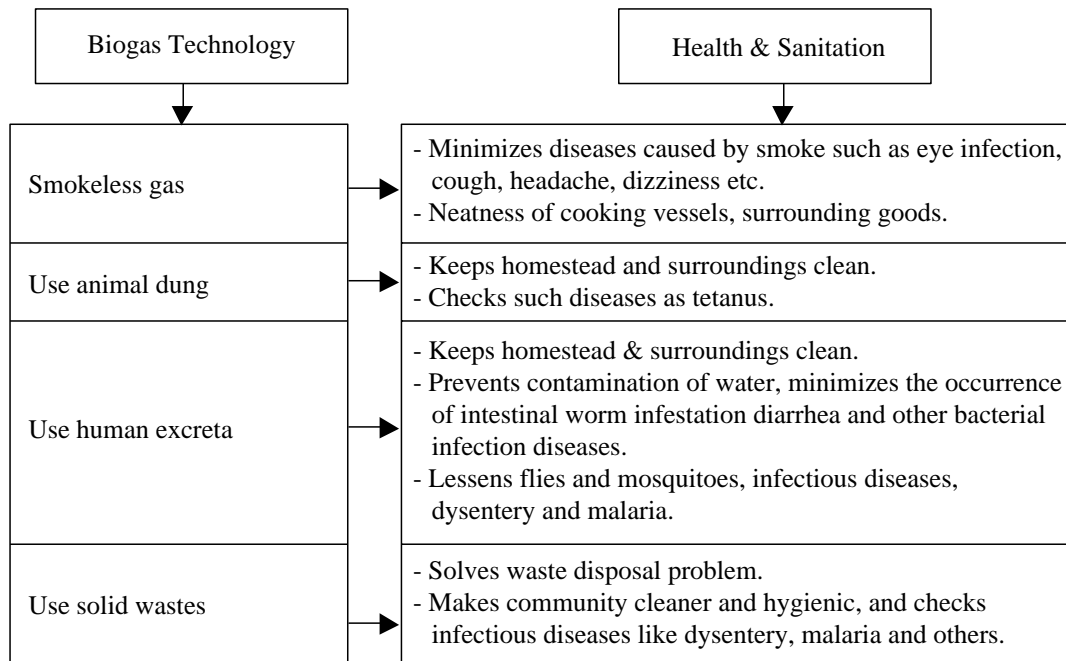 Biogas Technology
Health & Sanitation
Smokeless gas
- Minimizes diseases caused by smoke such as eye infection,
cough, headache, dizziness etc.
- Neatness of cooking vessels, surrounding goods.
Use animal dung
- Keeps homestead and surroundings clean.
- Checks such diseases as tetanus.
Use human excreta
- Keeps homestead & surroundings clean.
- Prevents contamination of water, minimizes the occurrence
of intestinal worm infestation diarrhea and other bacterial
infection diseases.
- Lessens flies and mosquitoes, infectious diseases,
dysentery and malaria.
Use solid wastes
- Solves waste disposal problem.
- Makes community cleaner and hygienic, and checks
infectious diseases like dysentery, malaria and others.